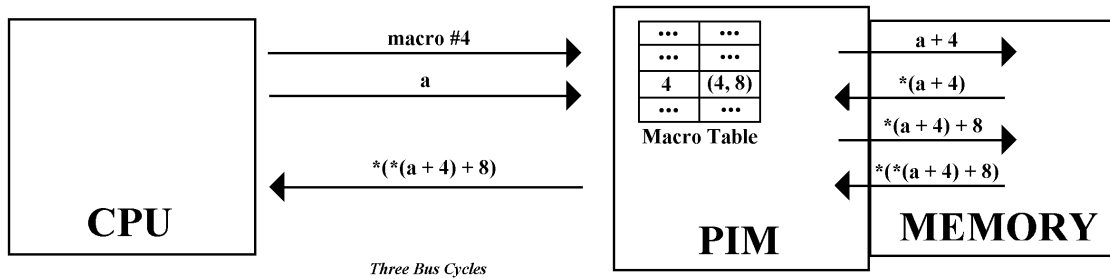 macro #4
a
*(*(a + 4) + 8)
CPU
Three Bus Cycles
... ...
... ...
4 (4, 8)
... ...
Macro Table
PIM
a + 4
*(a + 4)
*(a + 4) + 8
*(*(a + 4) + 8)
MEMORY